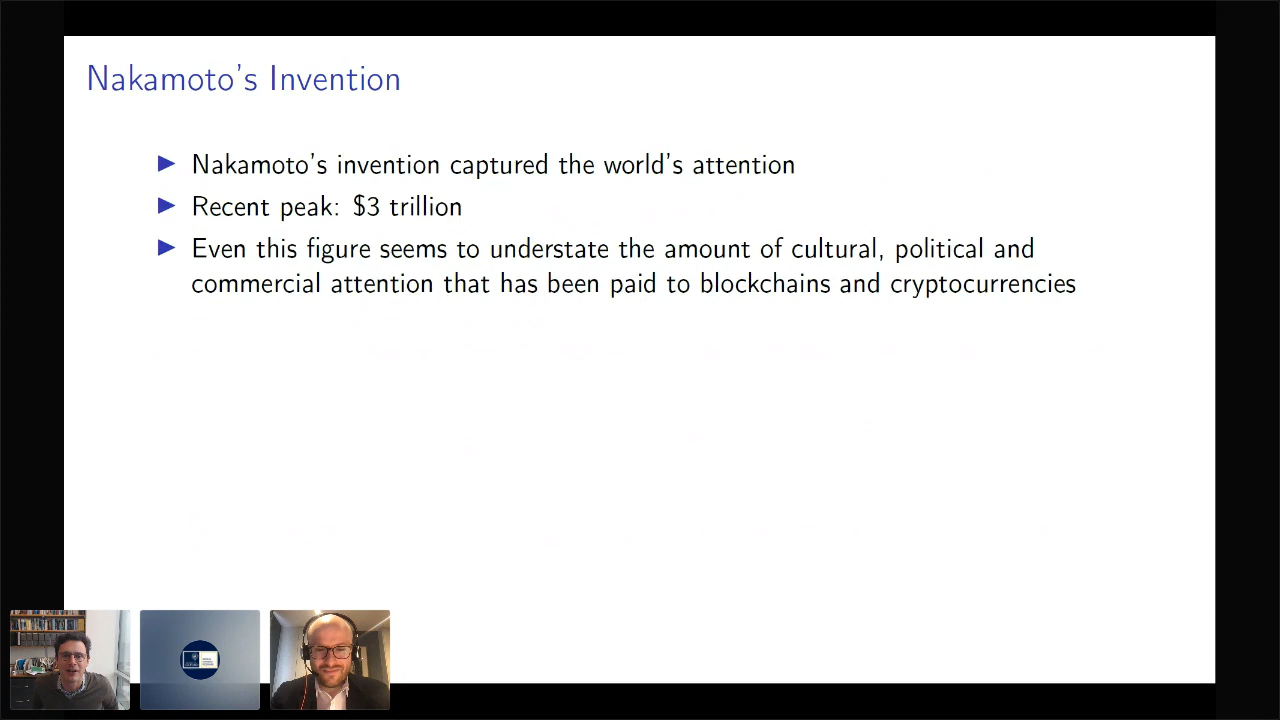 Nakamoto's Invention
Nakamoto's invention captured the world's attention
Recent peak: $3 trillion
Even this figure seems to understate the amount of cultural, political and
commercial attention that has been paid to blockchains and cryptocurrencies